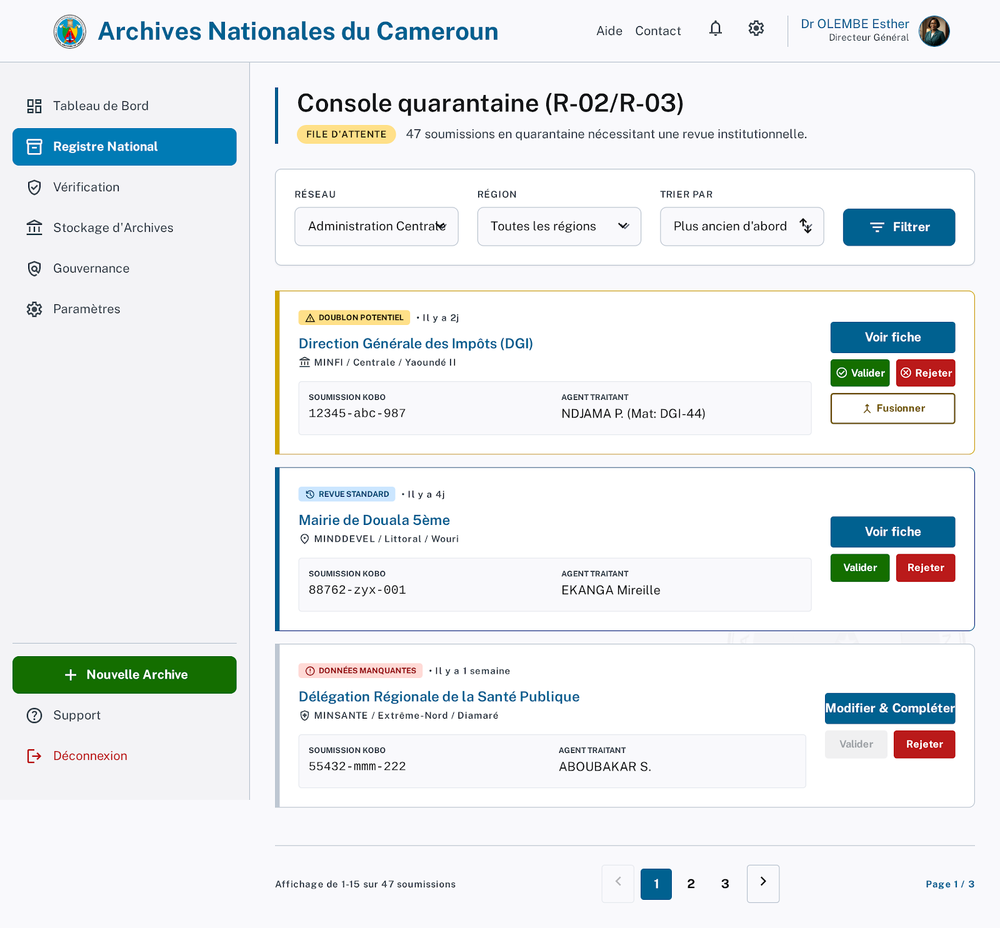 Archives Nationales du Cameroun
Aide
Contact
Dr OLEMBE Esther
Directeur Général
Tableau de Bord
Registre National
Vérification
Stockage d'Archives
Gouvernance
Paramètres
Nouvelle Archive
Support
Déconnexion
Console quarantaine (R-02/R-03)
FILE D'ATTENTE
47 soumissions en quarantaine nécessitant une revue institutionnelle.
RÉSEAU
Administration Centrale
RÉGION
Toutes les régions
TRIER PAR
Plus ancien d'abord
Filtrer
DOUBLON POTENTIEL
• Il y a 2j
Direction Générale des Impôts (DGI)
MINFI / Centrale / Yaoundé II
SOUMISSION KOBO
12345-abc-987
AGENT TRAITANT
NDJAMA P. (Mat: DGI-44)
Voir fiche
Valider
Rejeter
Fusionner
REVUE STANDARD
• Il y a 4j
Mairie de Douala 5ème
MINDDEVEL / Littoral / Wouri
SOUMISSION KOBO
88762-zyx-001
AGENT TRAITANT
EKANGA Mireille
Voir fiche
Valider
Rejeter
DONNÉES MANQUANTES
• Il y a 1 semaine
Délégation Régionale de la Santé Publique
MINSANTE / Extrême-Nord / Diamaré
SOUMISSION KOBO
55432-mmm-222
AGENT TRAITANT
ABOUBAKAR S.
Modifier & Compléter
Valider
Rejeter
Affichage de 1-15 sur 47 soumissions
1
2
3
Page 1 / 3